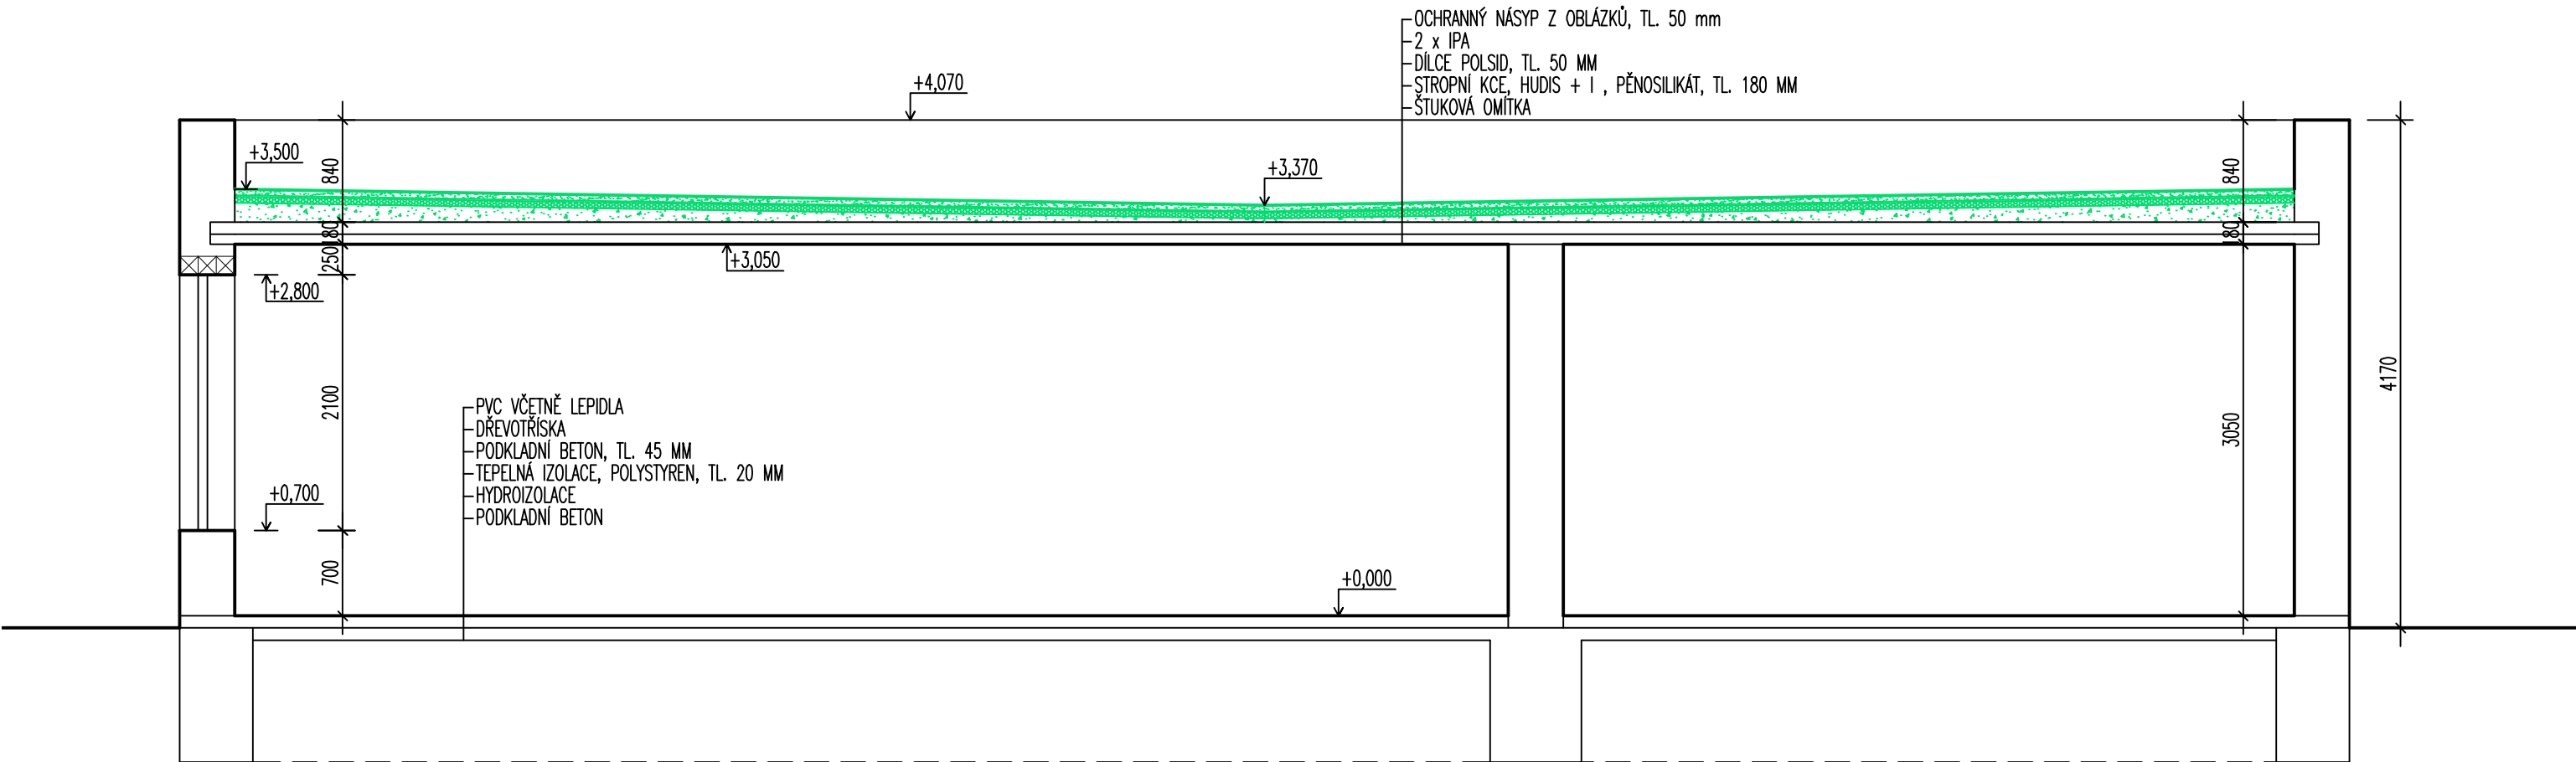 OCHRANNÝ NÁSYP Z OBLÁZKŮ, TL. 50 mm
2 x IPA
DÍLCE POLSID, TL. 50 MM
STROPNÍ KCE, HUDIS + I , PĚNOSILIKÁT, TL. 180 MM
ŠTUKOVÁ OMÍTKA
+4,070
+3,500
840
+3,370
840
180
180
250
+3,050
+2,800
2100
4170
3050
PVC VČETNĚ LEPIDLA
DŘEVOTŘÍSKA
PODKLADNÍ BETON, TL. 45 MM
TEPELNÁ IZOLACE, POLYSTYREN, TL. 20 MM
HYDROIZOLACE
PODKLADNÍ BETON
+0,700
700
+0,000